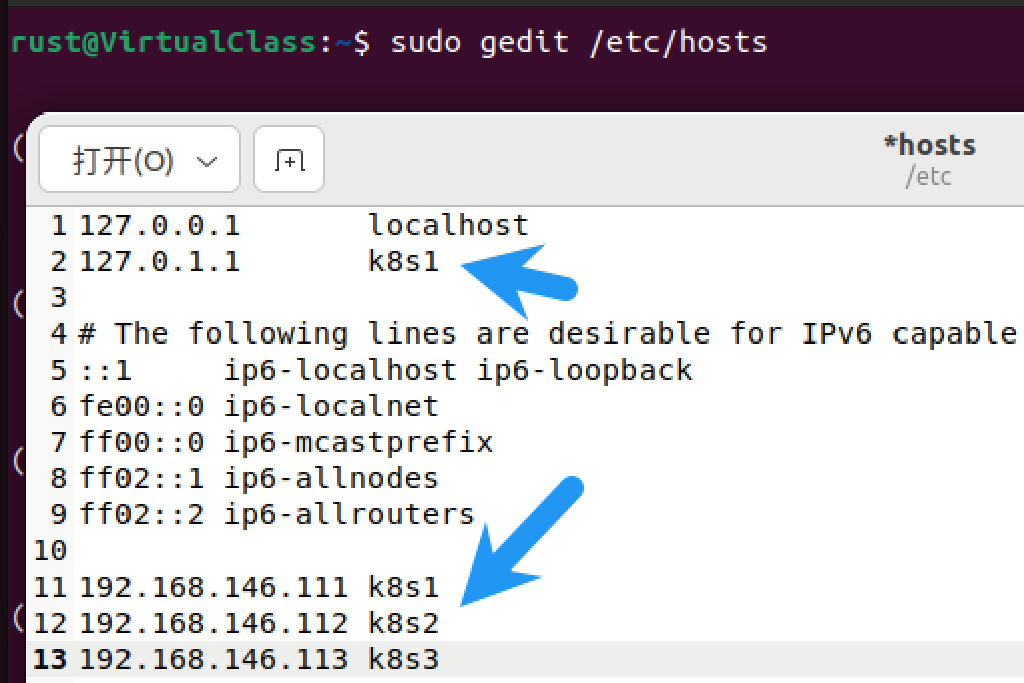 rust@VirtualClass:~$ sudo gedit /etc/hosts
打开(O)
*hosts
/etc
1 127.0.0.1 localhost
2 127.0.1.1 k8s1
3
4 # The following lines are desirable for IPv6 capable
5 ::1 ip6-localhost ip6-loopback
6 fe00::0 ip6-localnet
7 ff00::0 ip6-mcastprefix
8 ff02::1 ip6-allnodes
9 ff02::2 ip6-allrouters
10
11 192.168.146.111 k8s1
12 192.168.146.112 k8s2
13 192.168.146.113 k8s3